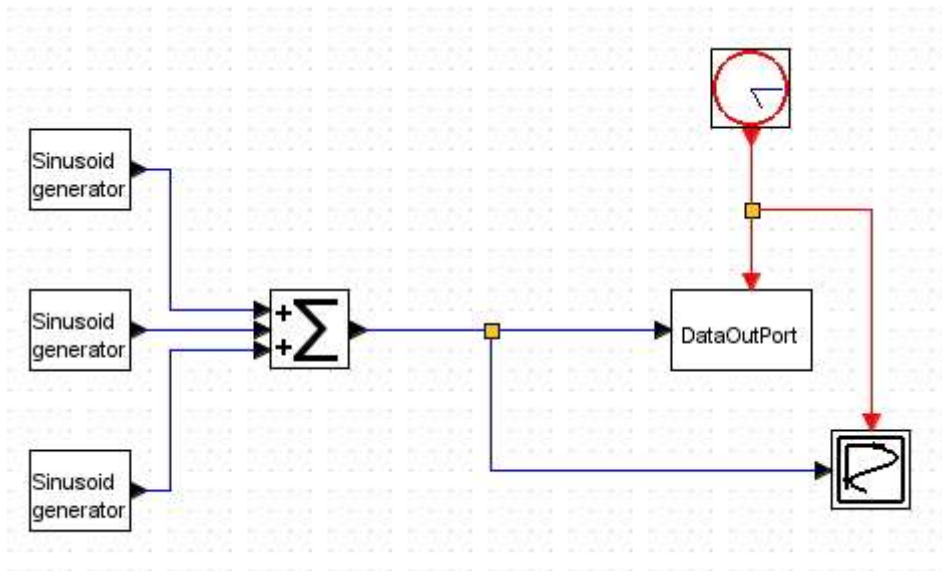 Sinusoid
generator
Sinusoid
generator
+
+
Σ
DataOutPort
Sinusoid
generator